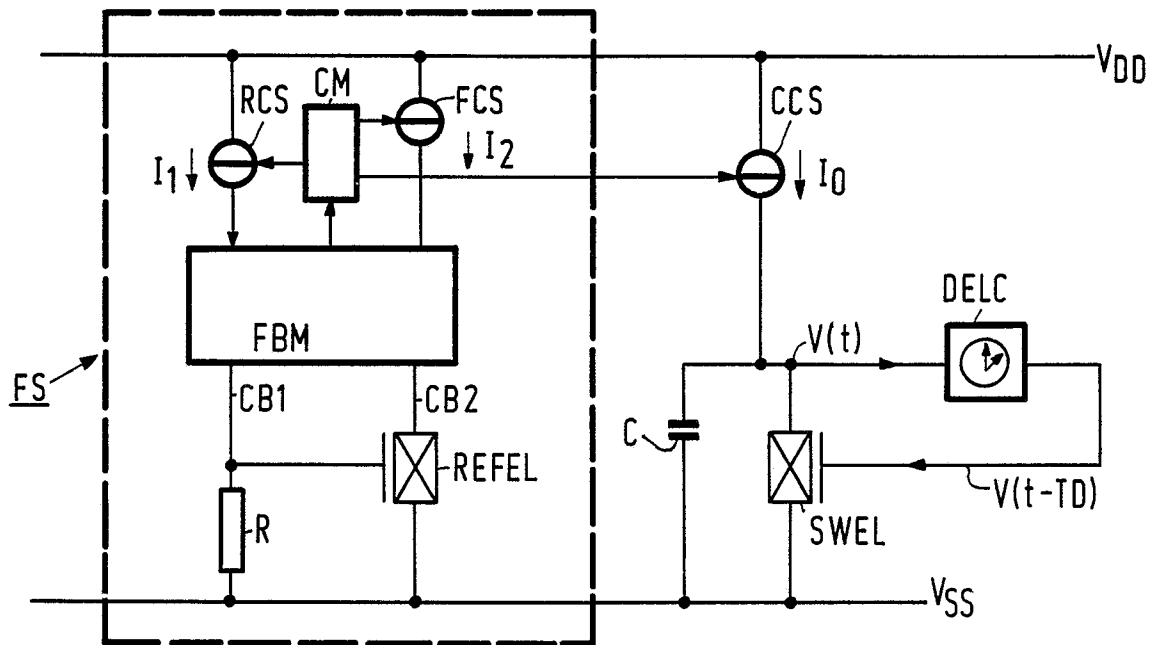 V_DD
CM
RCS
FCS
CCS
I_1
I_2
I_0
DELC
FBM
V(t)
FS
CB1
CB2
C
REFEL
V(t-TD)
R
SWEL
V_SS